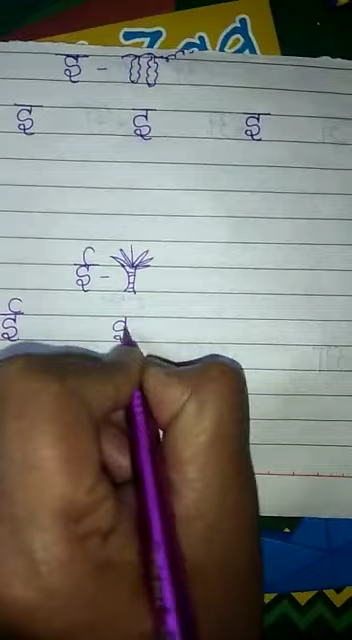 इ -
इ इ इ
ई -
ई